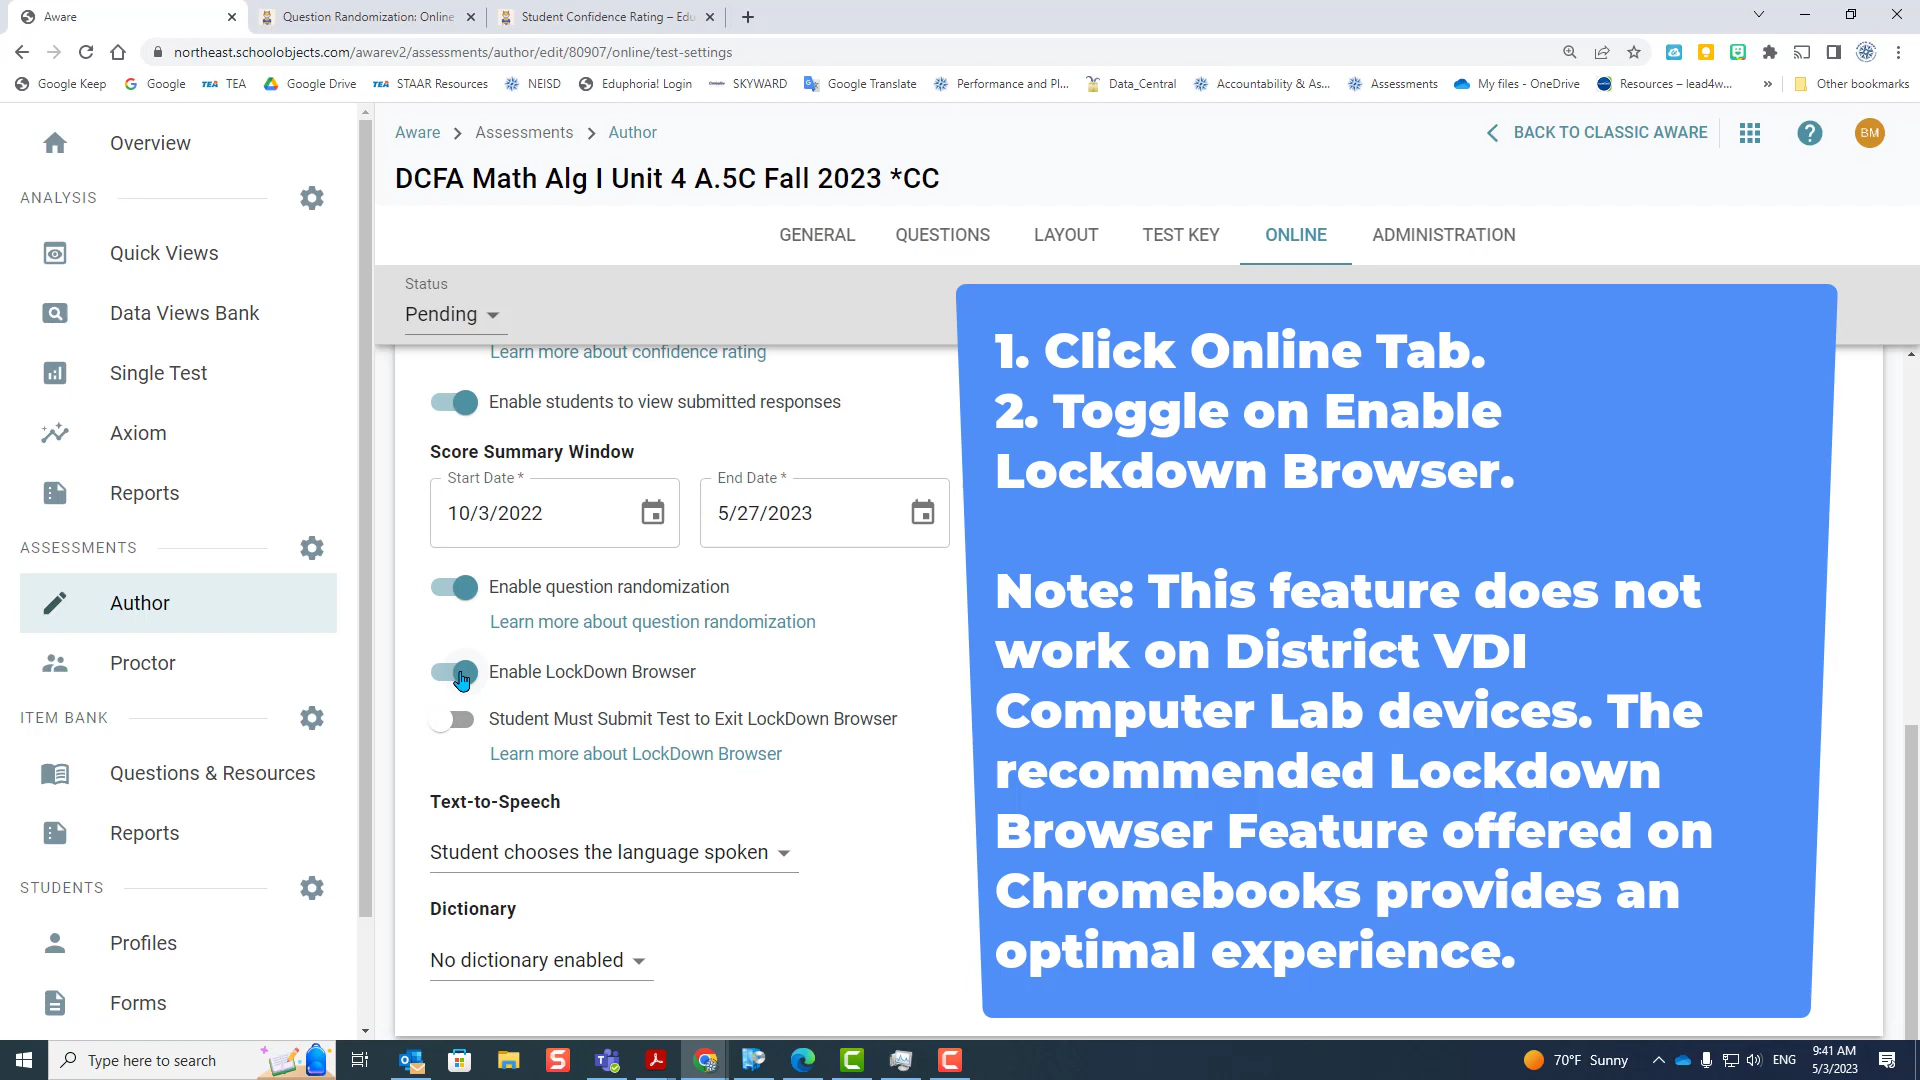 Aware
Question Randomization: Online
Student Confidence Rating – Edu
northeast.schoolobjects.com/awarev2/assessments/author/edit/80907/online/test-settings
Google Keep
Google
TEA TEA
Google Drive
TEA STAAR Resources
NEISD
Eduphoria! Login
SKYWARD
Google Translate
Performance and Pl...
Data_Central
Accountability & As...
Assessments
My files - OneDrive
Resources – lead4w...
»
Other bookmarks
Overview
ANALYSIS
Quick Views
Data Views Bank
Single Test
Axiom
Reports
ASSESSMENTS
Author
Proctor
ITEM BANK
Questions & Resources
Reports
STUDENTS
Profiles
Forms
Aware > Assessments > Author
BACK TO CLASSIC AWARE
?
BM
DCFA Math Alg I Unit 4 A.5C Fall 2023 *CC
GENERAL QUESTIONS LAYOUT TEST KEY ONLINE ADMINISTRATION
Status
Pending
Learn more about confidence rating
Enable students to view submitted responses
Score Summary Window
Start Date *
10/3/2022
End Date *
5/27/2023
Enable question randomization
Learn more about question randomization
Enable LockDown Browser
Student Must Submit Test to Exit LockDown Browser
Learn more about LockDown Browser
Text-to-Speech
Student chooses the language spoken
Dictionary
No dictionary enabled
1. Click Online Tab.
2. Toggle on Enable
Lockdown Browser.
Note: This feature does not
work on District VDI
Computer Lab devices. The
recommended Lockdown
Browser Feature offered on
Chromebooks provides an
optimal experience.
Type here to search
70°F Sunny
ENG
9:41 AM
5/3/2023